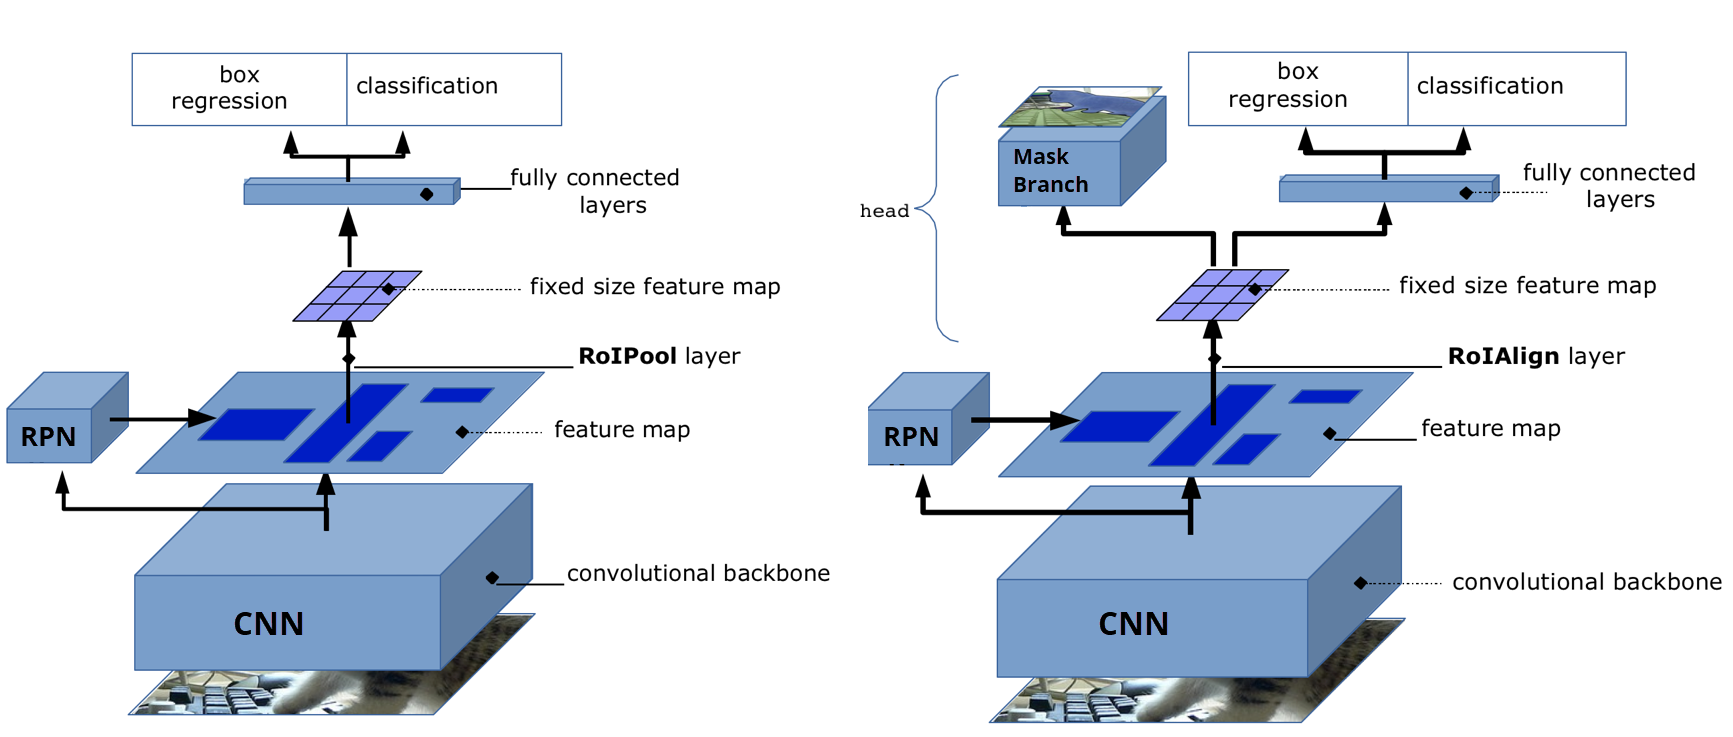 box
regression
classification
fully connected
layers
fixed size feature map
RoIPool layer
RPN
feature map
convolutional backbone
CNN
box
regression
classification
Mask
Branch
fully connected
layers
head
fixed size feature map
RoIAlign layer
RPN
feature map
convolutional backbone
CNN